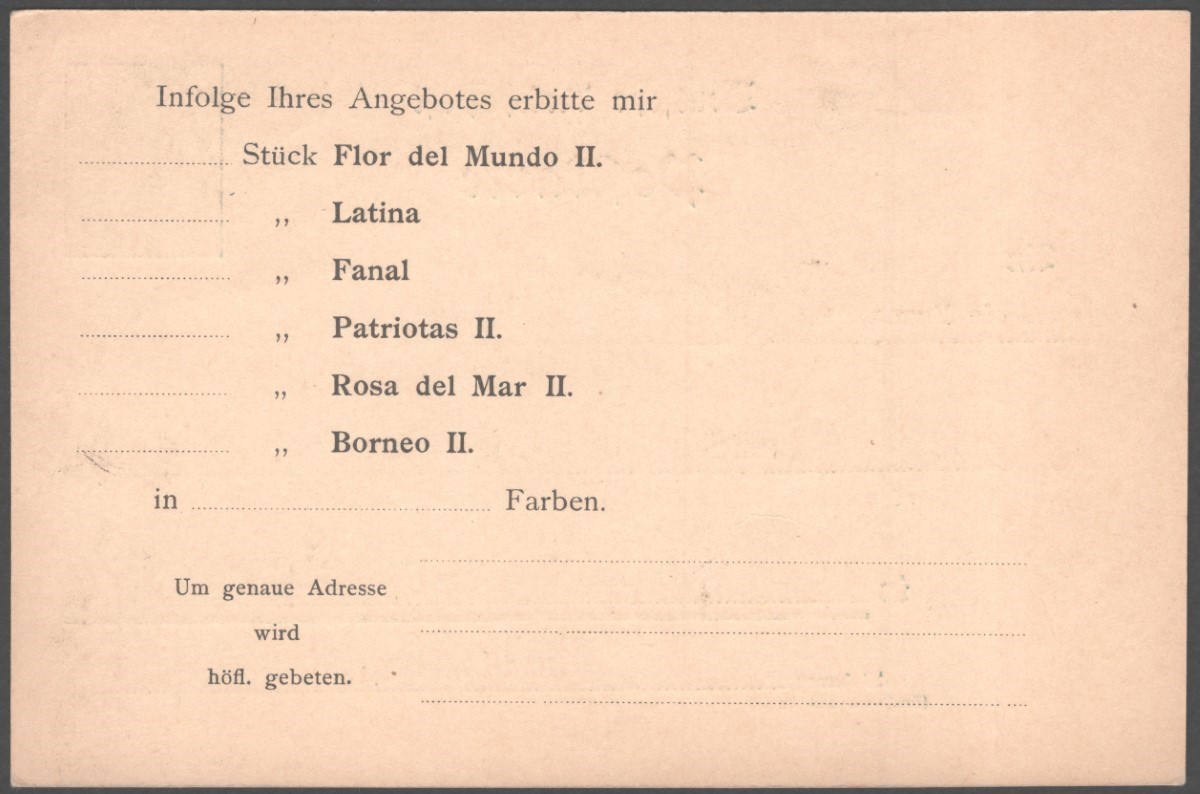 Infolge Ihres Angebotes erbitte mir
Stück Flor del Mundo II.
„ Latina
„ Fanal
„ Patriotas II.
„ Rosa del Mar II.
„ Borneo II.
in Farben.
Um genaue Adresse
wird
höfl. gebeten.